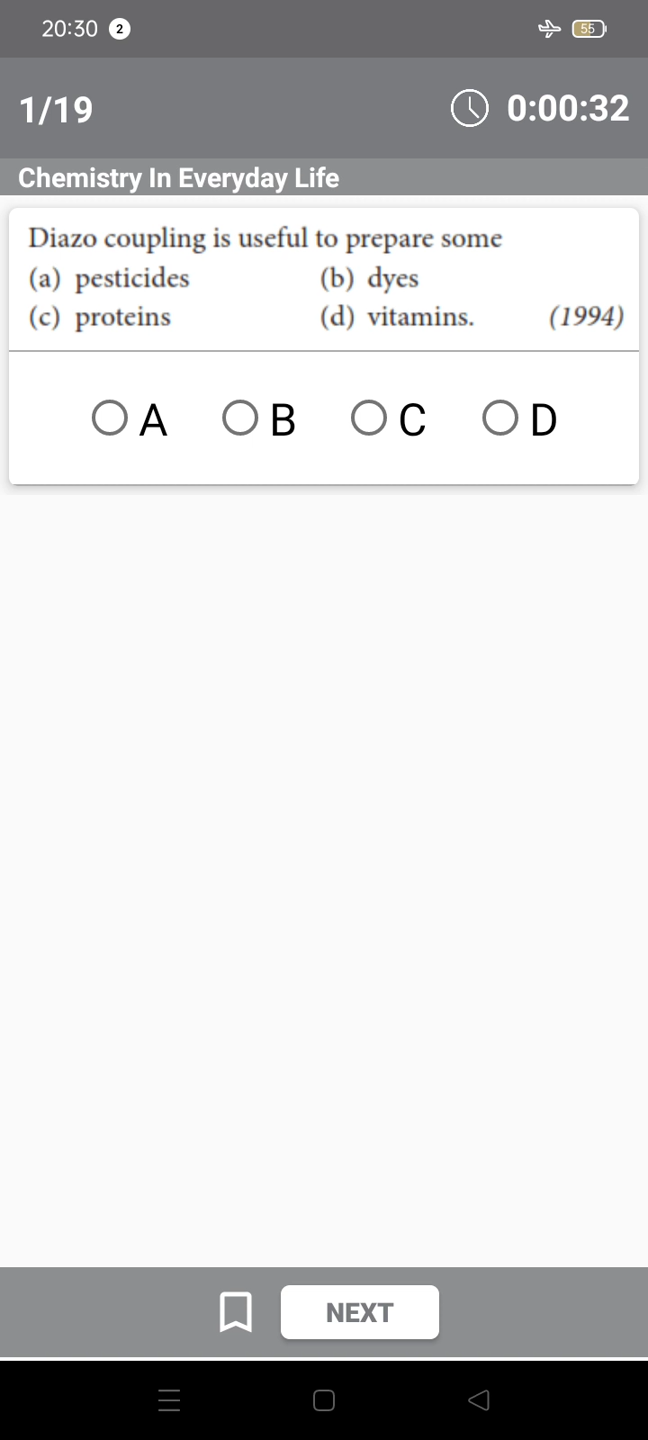 20:30 2 55
1/19 0:00:32
Chemistry In Everyday Life
Diazo coupling is useful to prepare some
(a) pesticides (b) dyes
(c) proteins (d) vitamins. (1994)
A B C D
NEXT